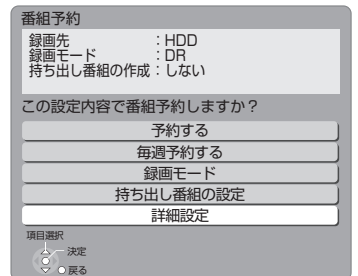 番組予約
録画先　　　　：HDD
録画モード　　：DR
持ち出し番組の作成：しない
この設定内容で番組予約しますか？
予約する
毎週予約する
録画モード
持ち出し番組の設定
詳細設定
項目選択
決定
戻る